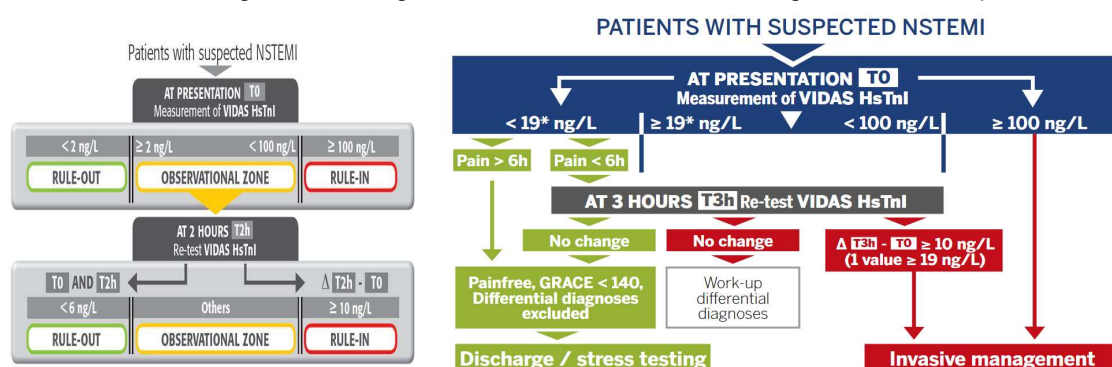 Patients with suspected NSTEMI
AT PRESENTATION T0
Measurement of VIDAS HsTnI
<2 ng/L ≥ 2 ng/L <100 ng/L ≥ 100 ng/L
RULE-OUT OBSERVATIONAL ZONE RULE-IN
AT 2 HOURS T2h
Re-test VIDAS HsTnI
T0 AND T2h Δ T2h - T0
<6 ng/L Others ≥ 10 ng/L
RULE-OUT OBSERVATIONAL ZONE RULE-IN
PATIENTS WITH SUSPECTED NSTEMI
AT PRESENTATION T0
Measurement of VIDAS HsTnI
< 19* ng/L ≥ 19* ng/L < 100 ng/L ≥ 100 ng/L
Pain > 6h Pain < 6h
AT 3 HOURS T3h Re-test VIDAS HsTnI
No change No change Δ T3h - T0 ≥ 10 ng/L
(1 value ≥ 19 ng/L)
Painfree, GRACE < 140,
Differential diagnoses
excluded
Work-up
differential
diagnoses
Discharge / stress testing Invasive management